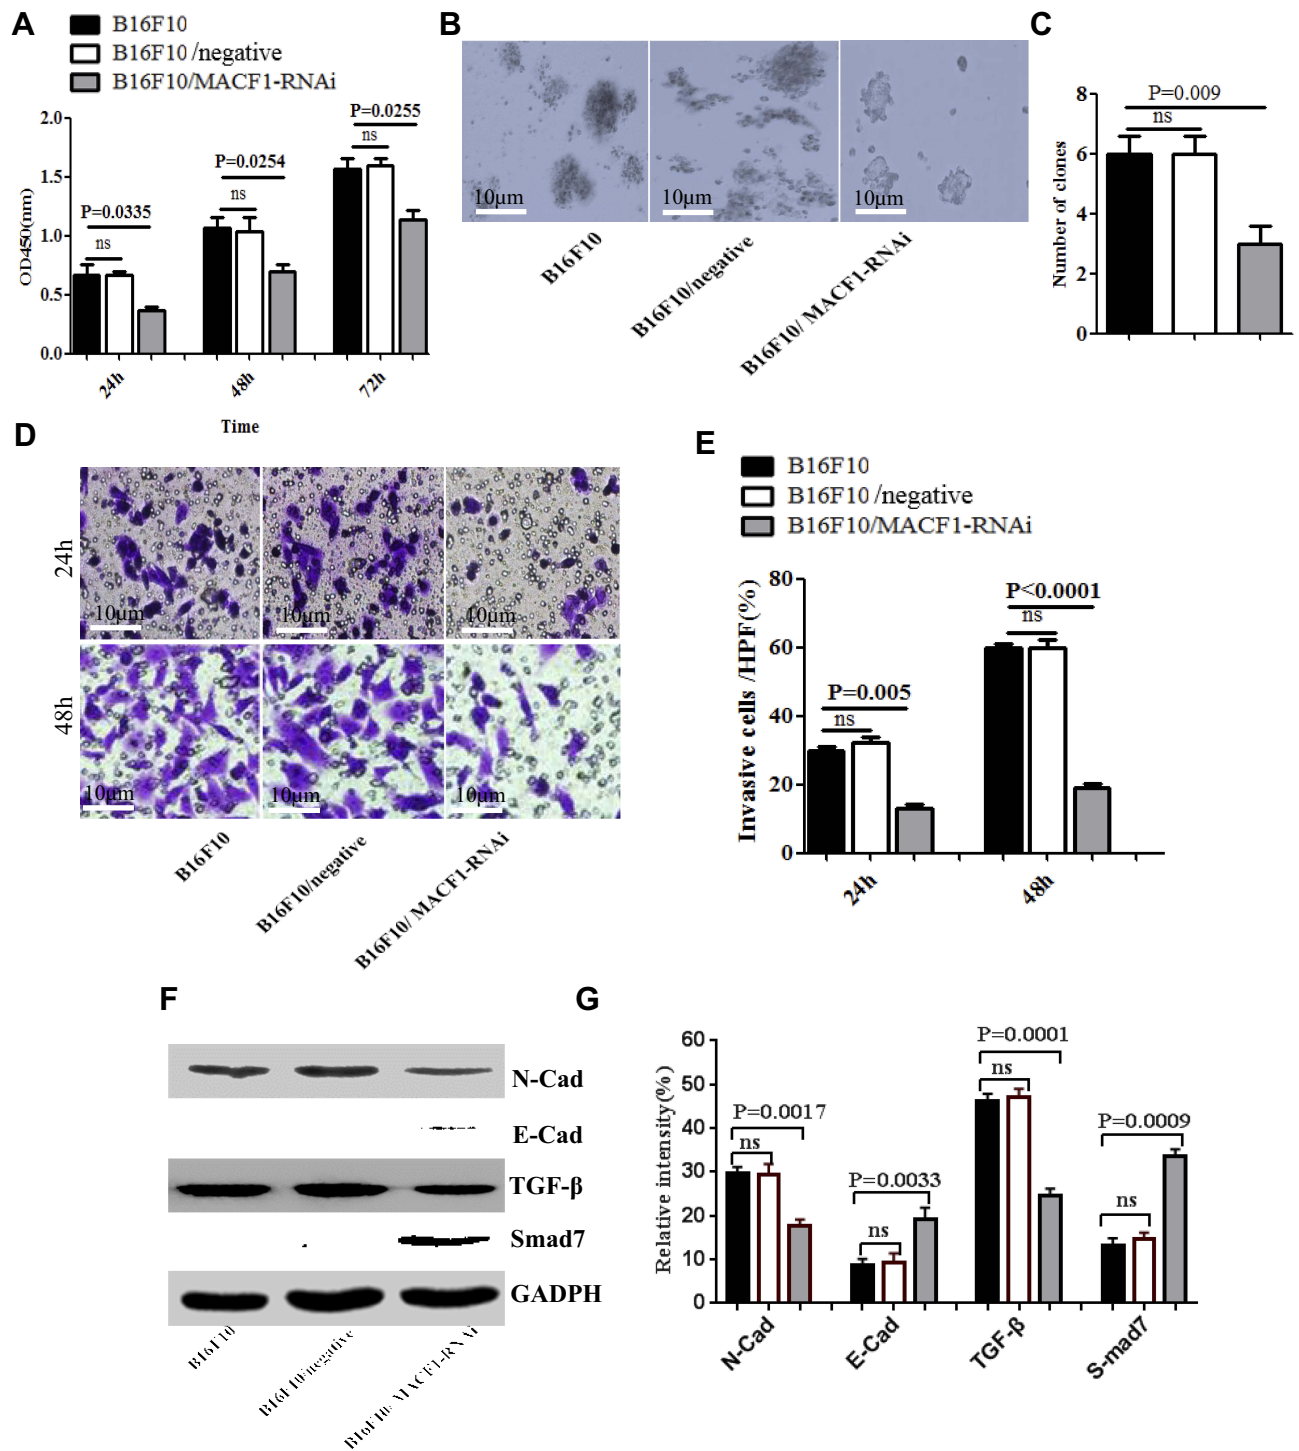 A
B16F10
B16F10/negative
B16F10/MACF1-RNAi
2.0
1.5
1.0
0.5
0.0
OD450(nm)
P=0.0335
ns
P=0.0254
ns
P=0.0255
ns
24h
48h
72h
Time
B
10μm
10μm
10μm
B16F10
B16F10/negative
B16F10/ MACF1-RNAi
C
8
6
4
2
0
Number of clones
P=0.009
ns
D
24h
48h
10μm
10μm
10μm
10μm
10μm
10μm
B16F10
B16F10/negative
B16F10/ MACF1-RNAi
E
B16F10
B16F10/negative
B16F10/MACF1-RNAi
80
60
40
20
0
Invasive cells /HPF(%)
P=0.005
ns
P<0.0001
ns
24h
48h
F
N-Cad
E-Cad
TGF-β
Smad7
GADPH
B16F10
B16F10/negative
B16F10/ MACF1-RNAi
G
60
50
40
30
20
10
0
Relative intensity(%)
P=0.0017
ns
P=0.0033
ns
P=0.0001
ns
P=0.0009
ns
N-Cad
E-Cad
TGF-β
S-mad7